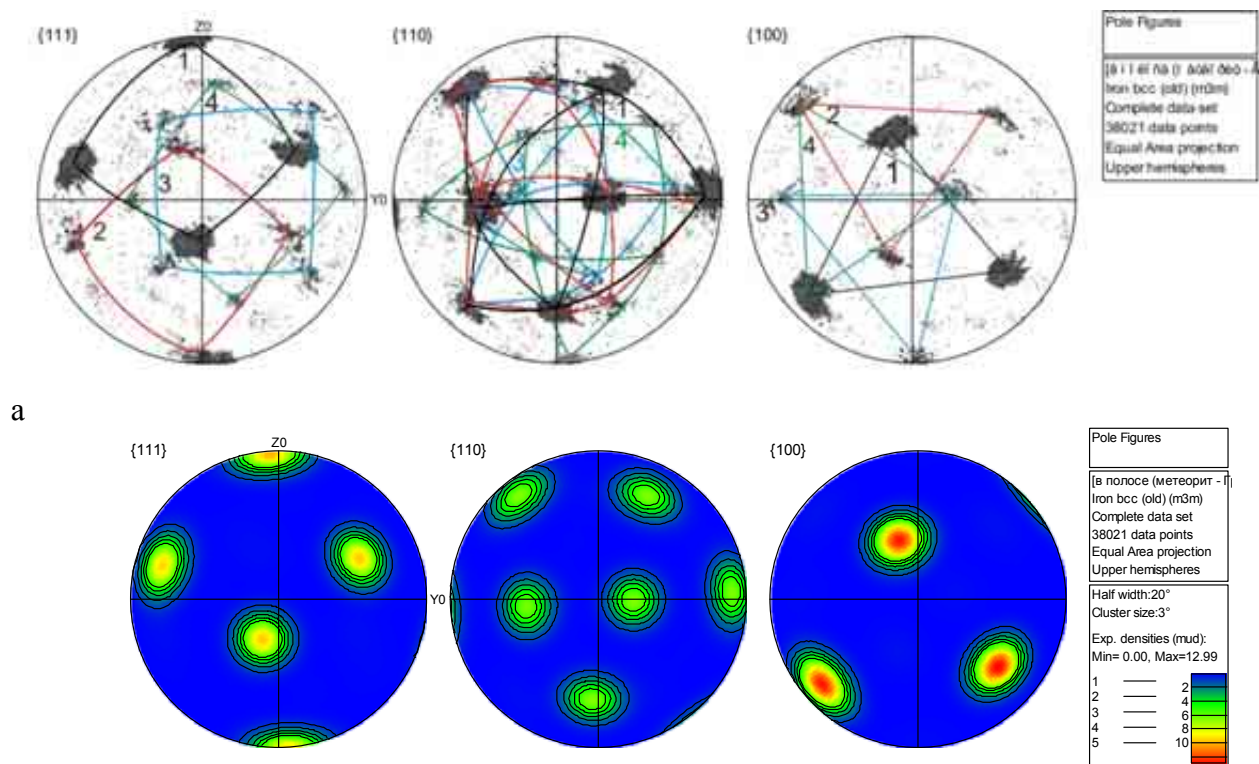 {111}
Z0
{110}
{100}
Pole Figures
Iron bcc (old) (m3m)
Complete data set
38021 data points
Equal Area projection
Upper hemispheres
1
4
3
2
Y0
1
4
2
4
1
3
а
{111}
Z0
{110}
{100}
Y0
Pole Figures
[в полосе (метеорит - Г
Iron bcc (old) (m3m)
Complete data set
38021 data points
Equal Area projection
Upper hemispheres
Half width:20°
Cluster size:3°
Exp. densities (mud):
Min= 0.00, Max=12.99
1
2
3
4
5
2
4
6
8
10